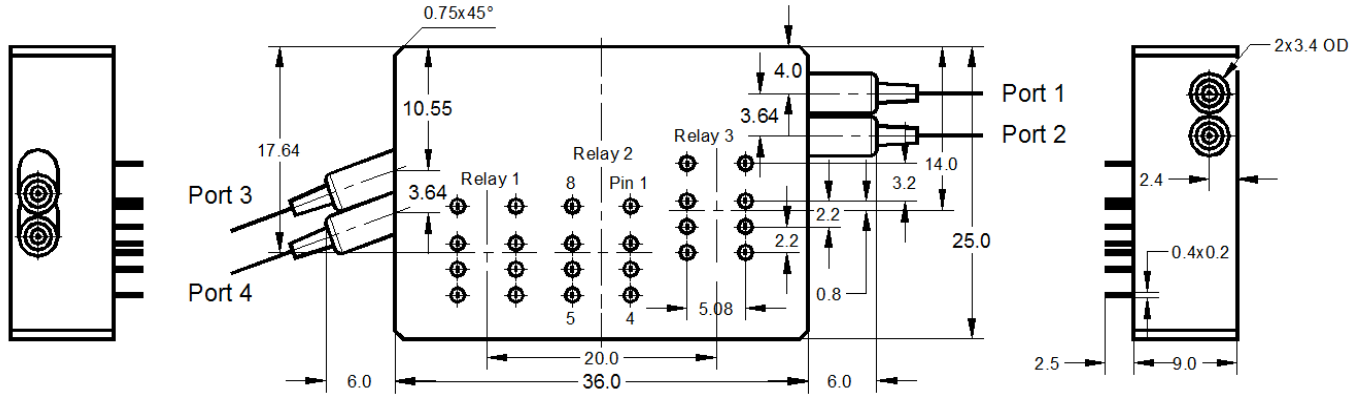 0.75x45°
2x3.4 OD
4.0
Port 1
10.55
3.64
Port 2
Relay 3
17.64
Relay 2
14.0
Relay 1
8
Pin 1
3.2
2.4
Port 3
3.64
2.2
2.2
25.0
0.4x0.2
Port 4
0.8
5.08
5
4
20.0
2.5
9.0
6.0
36.0
6.0